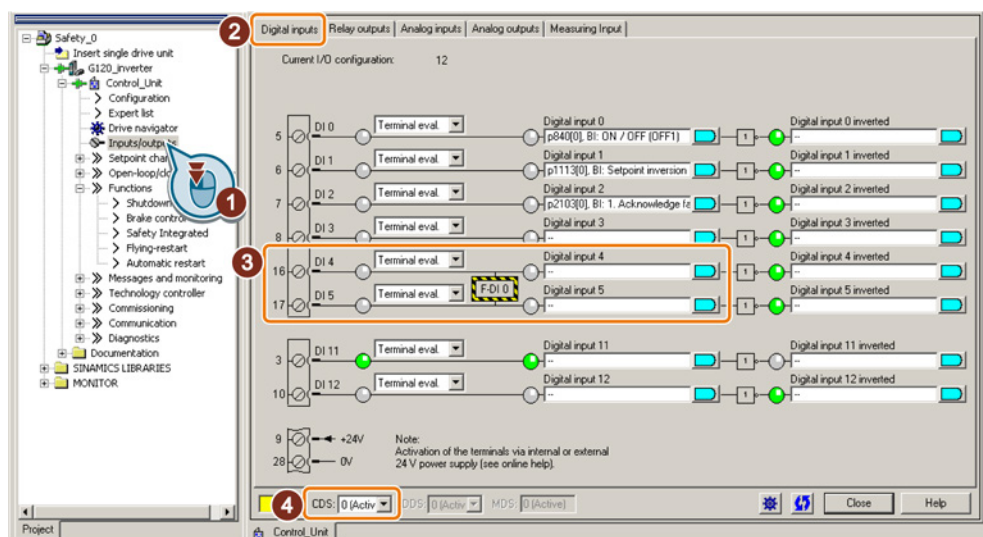 Safety_0
Insert single drive unit
G120_inverter
Control_Unit
Configuration
Expert list
Drive navigator
Inputs/outputs
Setpoint cha
Open-loop/clo
Functions
Shutdown
Brake control
Safety Integrated
Flying-restart
Automatic restart
Messages and monitoring
Technology controller
Commissioning
Communication
Diagnostics
Documentation
SINAMICS LIBRARIES
MONITOR
Project
1
2
Digital inputs Relay outputs Analog inputs Analog outputs Measuring Input
Current I/O configuration: 12
Digital input 0 Digital input 0 inverted
5 DI 0 Terminal eval. p840[0], BI: ON / OFF (OFF1) 1 --
Digital input 1 Digital input 1 inverted
6 DI 1 Terminal eval. p1113[0], BI: Setpoint inversion 1 --
Digital input 2 Digital input 2 inverted
7 DI 2 Terminal eval. p2103[0], BI: 1. Acknowledge fa 1 --
Digital input 3 Digital input 3 inverted
8 DI 3 Terminal eval. -- 1 --
3
Digital input 4 Digital input 4 inverted
16 DI 4 Terminal eval. -- 1 --
F-DI 0
Digital input 5 Digital input 5 inverted
17 DI 5 Terminal eval. -- 1 --
Digital input 11 Digital input 11 inverted
3 DI 11 Terminal eval. -- 1 --
Digital input 12 Digital input 12 inverted
10 DI 12 Terminal eval. -- 1 --
9 +24V Note:
Activation of the terminals via internal or external
28 0V 24 V power supply (see online help).
4 CDS: 0 (Activ DDS: 0 (Activ MDS: 0 (Active) Close Help
Control_Unit